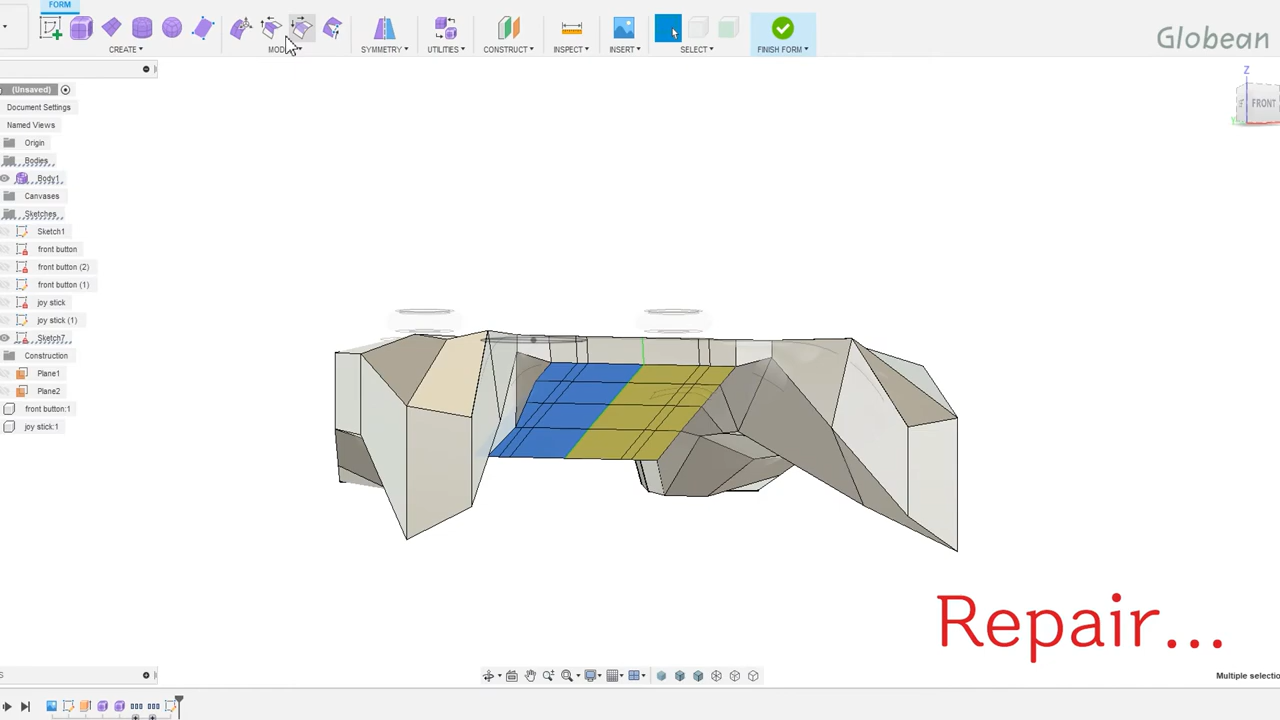 FORM
CREATE
MODIFY
SYMMETRY
UTILITIES
CONSTRUCT
INSPECT
INSERT
SELECT
FINISH FORM
Globean
(Unsaved)
Document Settings
Named Views
Origin
Bodies
Body1
Canvases
Sketches
Sketch1
front button
front button (2)
front button (1)
joy stick
joy stick (1)
Sketch7
Construction
Plane1
Plane2
front button:1
joy stick:1
Z
FRONT
Y
Repair...
S
Multiple selectio